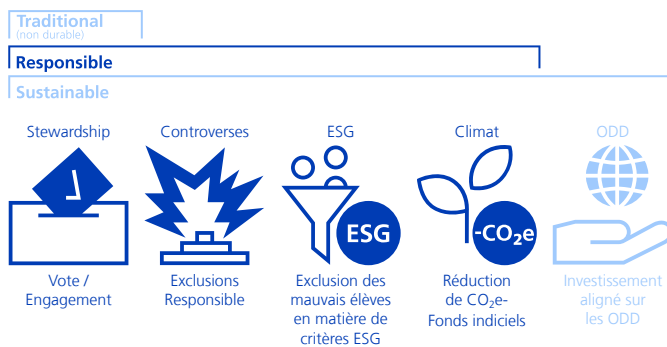 Traditional
(non durable)
Responsible
Sustainable
Stewardship
Controverses
ESG
Climat
ODD
ESG
-CO₂e
Vote /
Engagement
Exclusions
Responsible
Exclusion des
mauvais élèves
en matière de
critères ESG
Réduction
de CO₂e-
Fonds indiciels
Investissement
aligné sur
les ODD